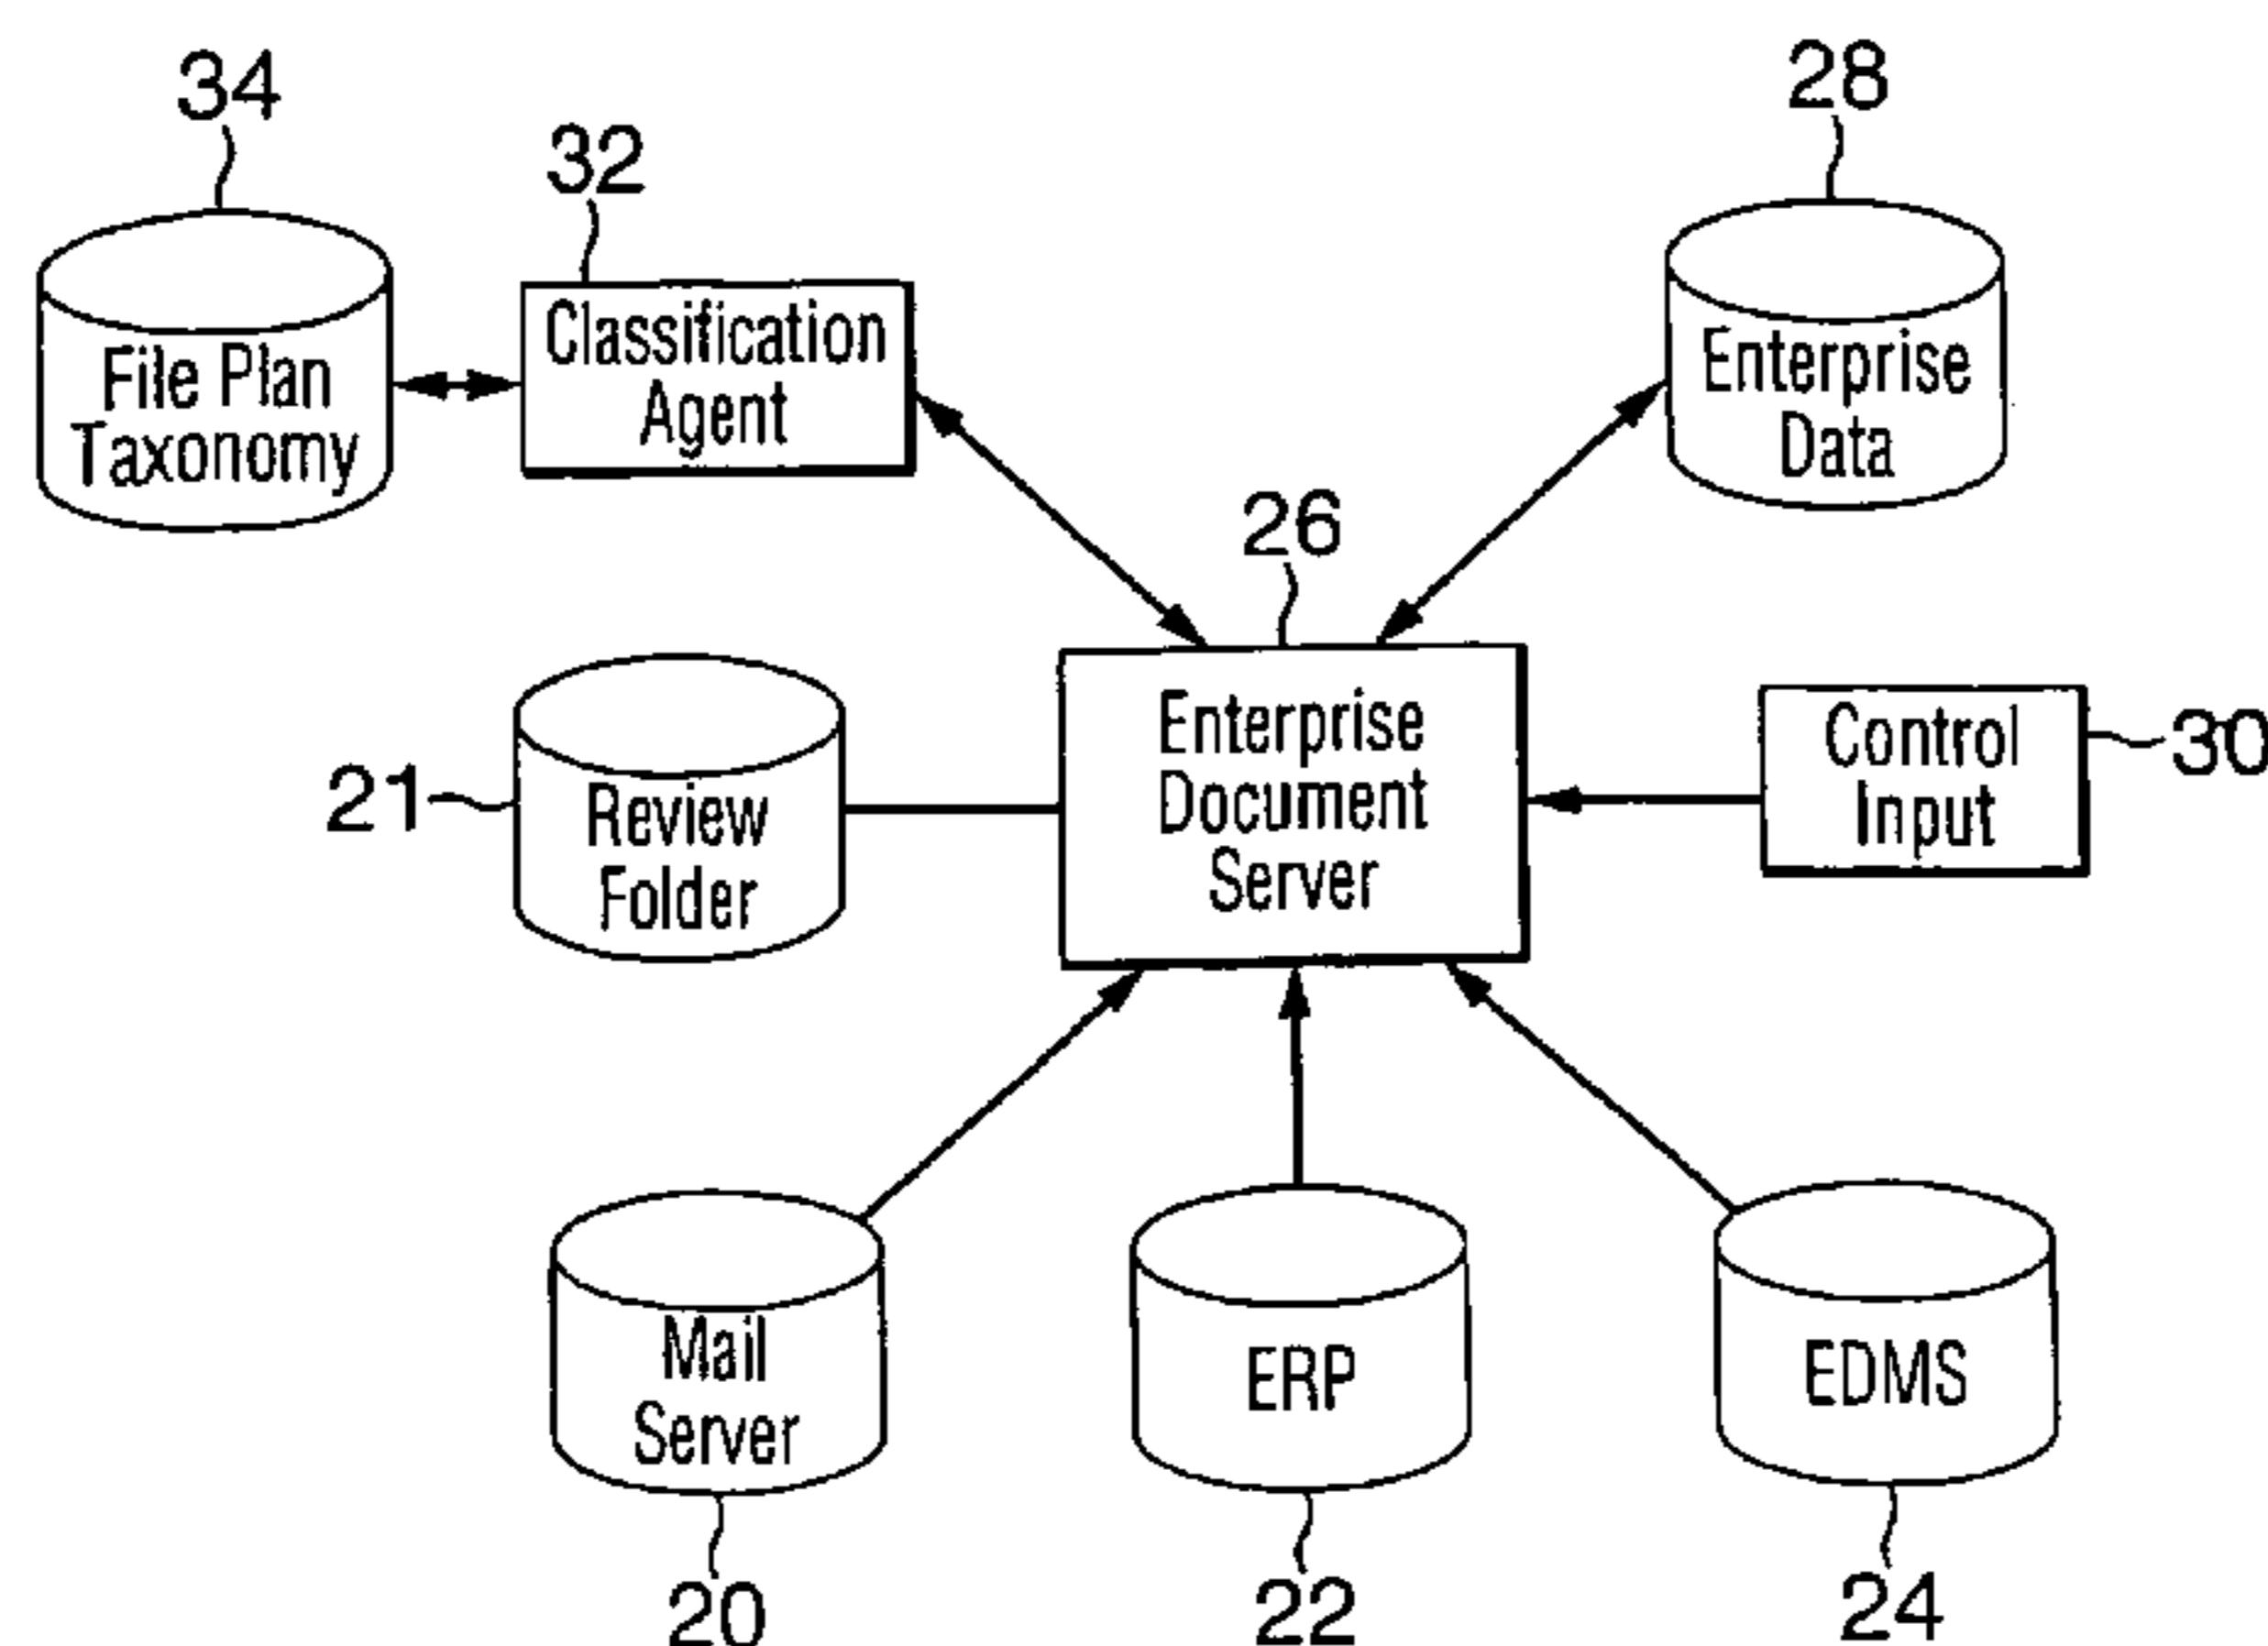 34
28
32
Classification
Agent
File Plan
Taxonomy
Enterprise
Data
26
Enterprise
Document
Server
Control
Input
30
21
Review
Folder
Mail
Server
ERP
EDMS
20
22
24